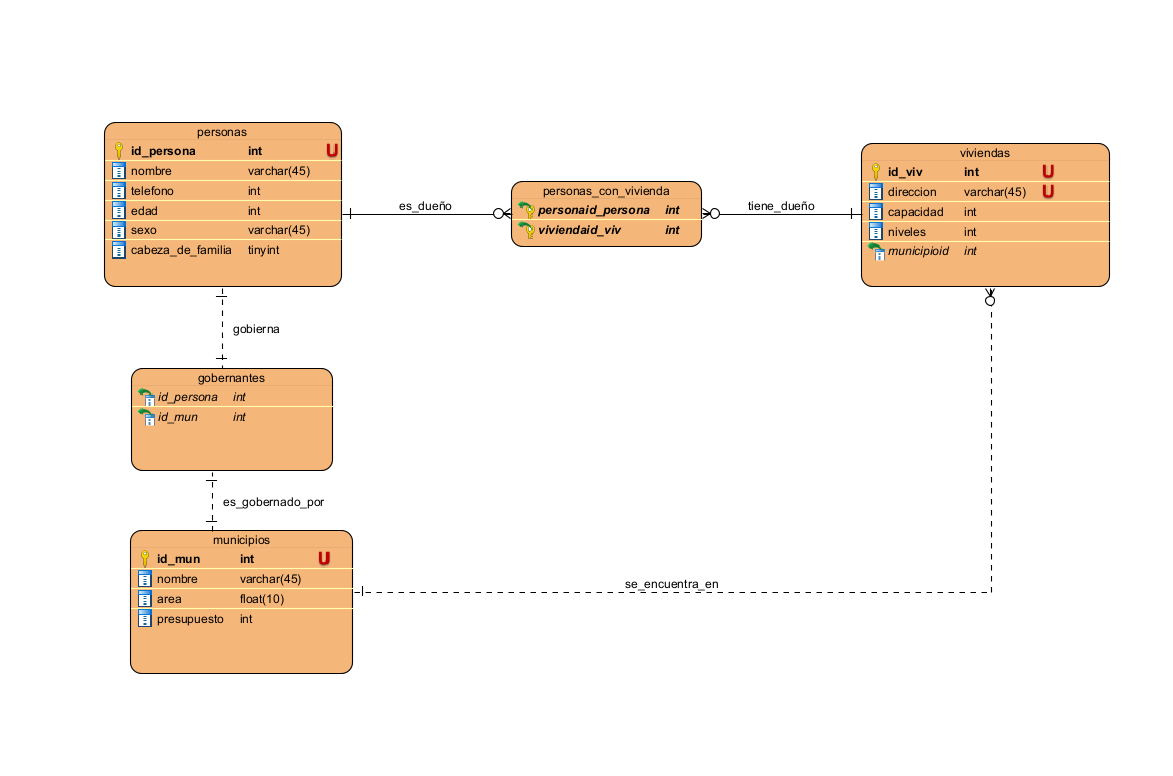 personas
id_persona int U
nombre varchar(45)
telefono int
edad int
sexo varchar(45)
cabeza_de_familia tinyint
es_dueño
personas_con_vivienda
personaid_persona int
viviendaid_viv int
tiene_dueño
viviendas
id_viv int U
direccion varchar(45) U
capacidad int
niveles int
municipioid int
gobierna
gobernantes
id_persona int
id_mun int
es_gobernado_por
municipios
id_mun int U
nombre varchar(45)
area float(10)
presupuesto int
se_encuentra_en